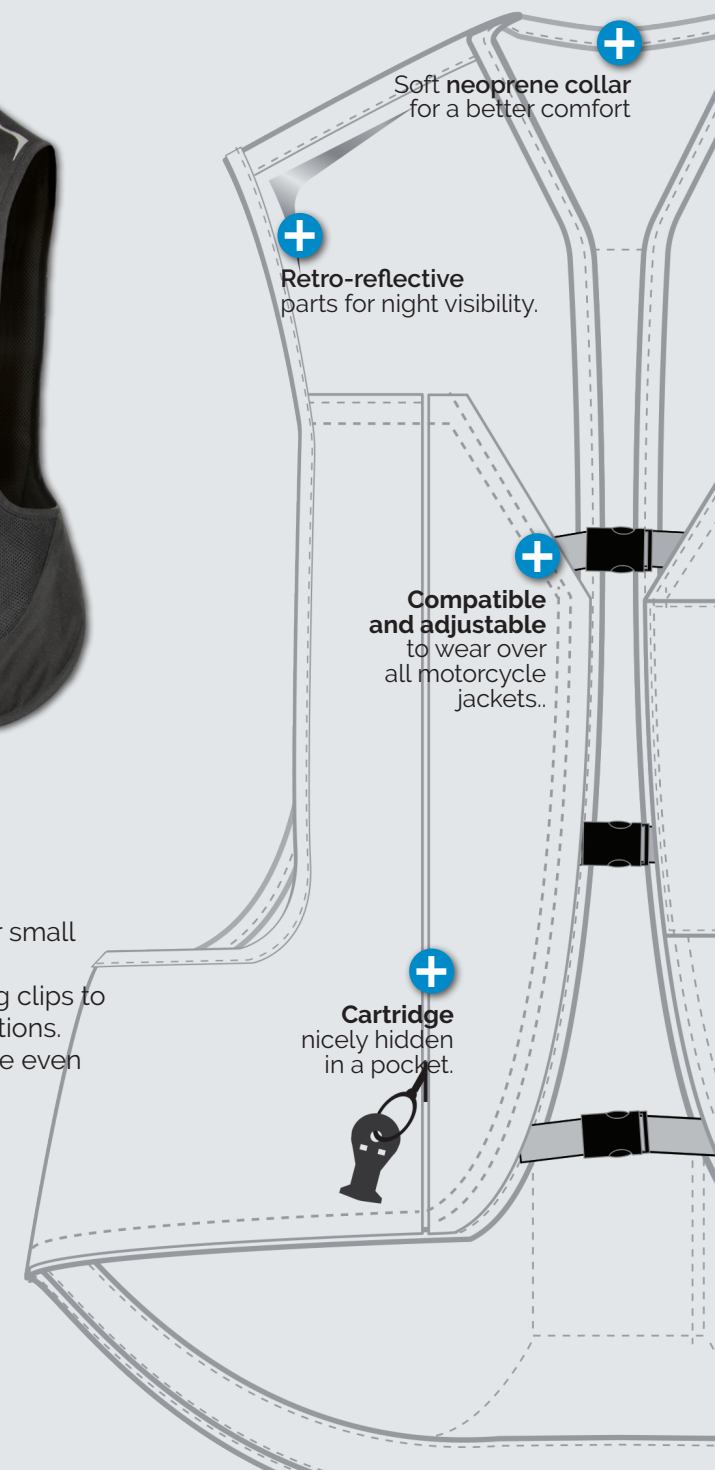 Soft neoprene collar
for a better comfort
Retro-reflective
parts for night visibility.
Compatible
and adjustable
to wear over
all motorcycle
jackets..
small
clips to
even
Cartridge
nicely hidden
in a pocket.